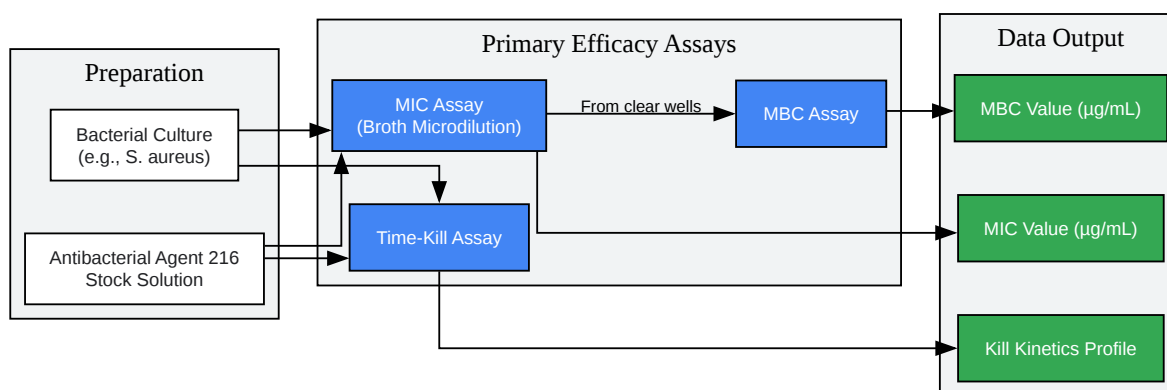 Preparation
Bacterial Culture
(e.g., S. aureus)
Antibacterial Agent 216
Stock Solution
Primary Efficacy Assays
MIC Assay
(Broth Microdilution)
From clear wells
MBC Assay
Time-Kill Assay
Data Output
MBC Value (µg/mL)
MIC Value (µg/mL)
Kill Kinetics Profile